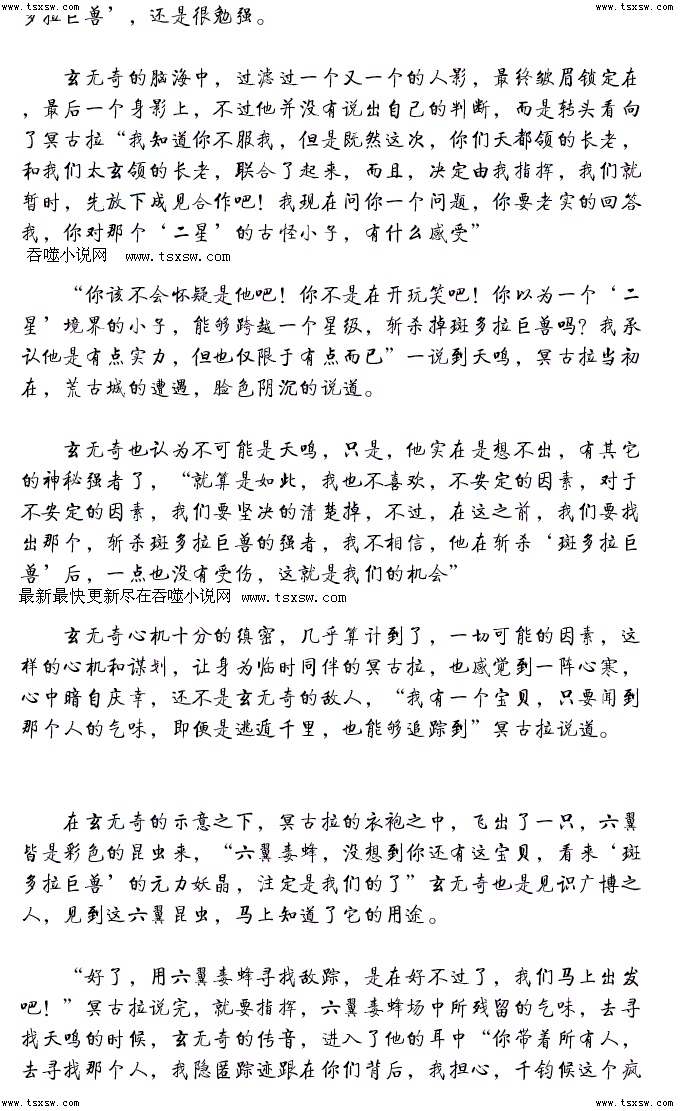 www.tsxsw.com www.tsxsw.com www.tsxsw.com
多拉巨兽’，还是很勉强。
玄无奇的脑海中，过滤过一个又一个的人影，最终皱眉锁定在
，最后一个身影上，不过他并没有说出自己的判断，而是转头看向
了冥古拉“我知道你不服我，但是既然这次，你们天都领的长老，
和我们太玄领的长老，联合了起来，而且，决定由我指挥，我们就
暂时，先放下成见合作吧！我现在问你一个问题，你要老实的回答
我，你对那个‘二星’的古怪小子，有什么感受”
吞噬小说网 www.tsxsw.com
“你该不会怀疑是他吧！你不是在开玩笑吧！你以为一个‘二
星’境界的小子，能够跨越一个星级，斩杀掉斑多拉巨兽吗？我承
认他是有点实力，但也仅限于有点而已”一说到天鸣，冥古拉当初
在，荒古城的遭遇，脸色阴沉的说道。
玄无奇也认为不可能是天鸣，只是，他实在是想不出，有其它
的神秘强者了，“就算是如此，我也不喜欢，不安定的因素，对于
不安定的因素，我们要坚决的清楚掉，不过，在这之前，我们要找
出那个，斩杀斑多拉巨兽的强者，我不相信，他在斩杀‘斑多拉巨
兽’后，一点也没有受伤，这就是我们的机会”
最新最快更新尽在吞噬小说网 www.tsxsw.com
玄无奇心机十分的缜密，几乎算计到了，一切可能的因素，这
样的心机和谋划，让身为临时同伴的冥古拉，也感觉到一阵心寒，
心中暗自庆幸，还不是玄无奇的敌人，“我有一个宝贝，只要闻到
那个人的气味，即便是逃遁千里，也能够追踪到”冥古拉说道。
在玄无奇的示意之下，冥古拉的衣袍之中，飞出了一只，六翼
皆是彩色的昆虫来，“六翼毒蜂，没想到你还有这宝贝，看来‘斑
多拉巨兽’的元力妖晶，注定是我们的了”玄无奇也是见识广博之
人，见到这六翼昆虫，马上知道了它的用途。
“好了，用六翼毒蜂寻找敌踪，是在好不过了，我们马上出发
吧！”冥古拉说完，就要指挥，六翼毒蜂场中所残留的气味，去寻
找天鸣的时候，玄无奇的传音，进入了他的耳中“你带着所有人，
去寻找那个人，我隐匿踪迹跟在你们背后，我担心，千钧候这个疯
www.tsxsw.com www.tsxsw.com www.tsxsw.com